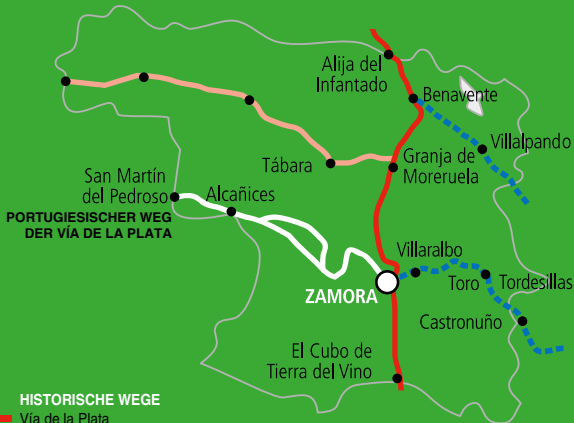 Alija del
Infantado
Benavente
Villalpando
Tábara
Granja de
Moreruela
San Martín
del Pedroso
Alcañices
PORTUGIESISCHER WEG
DER VÍA DE LA PLATA
Villaralbo
ZAMORA
Toro
Tordesillas
Castronuño
El Cubo de
Tierra del Vino
HISTORISCHE WEGE
Vía de la Plata